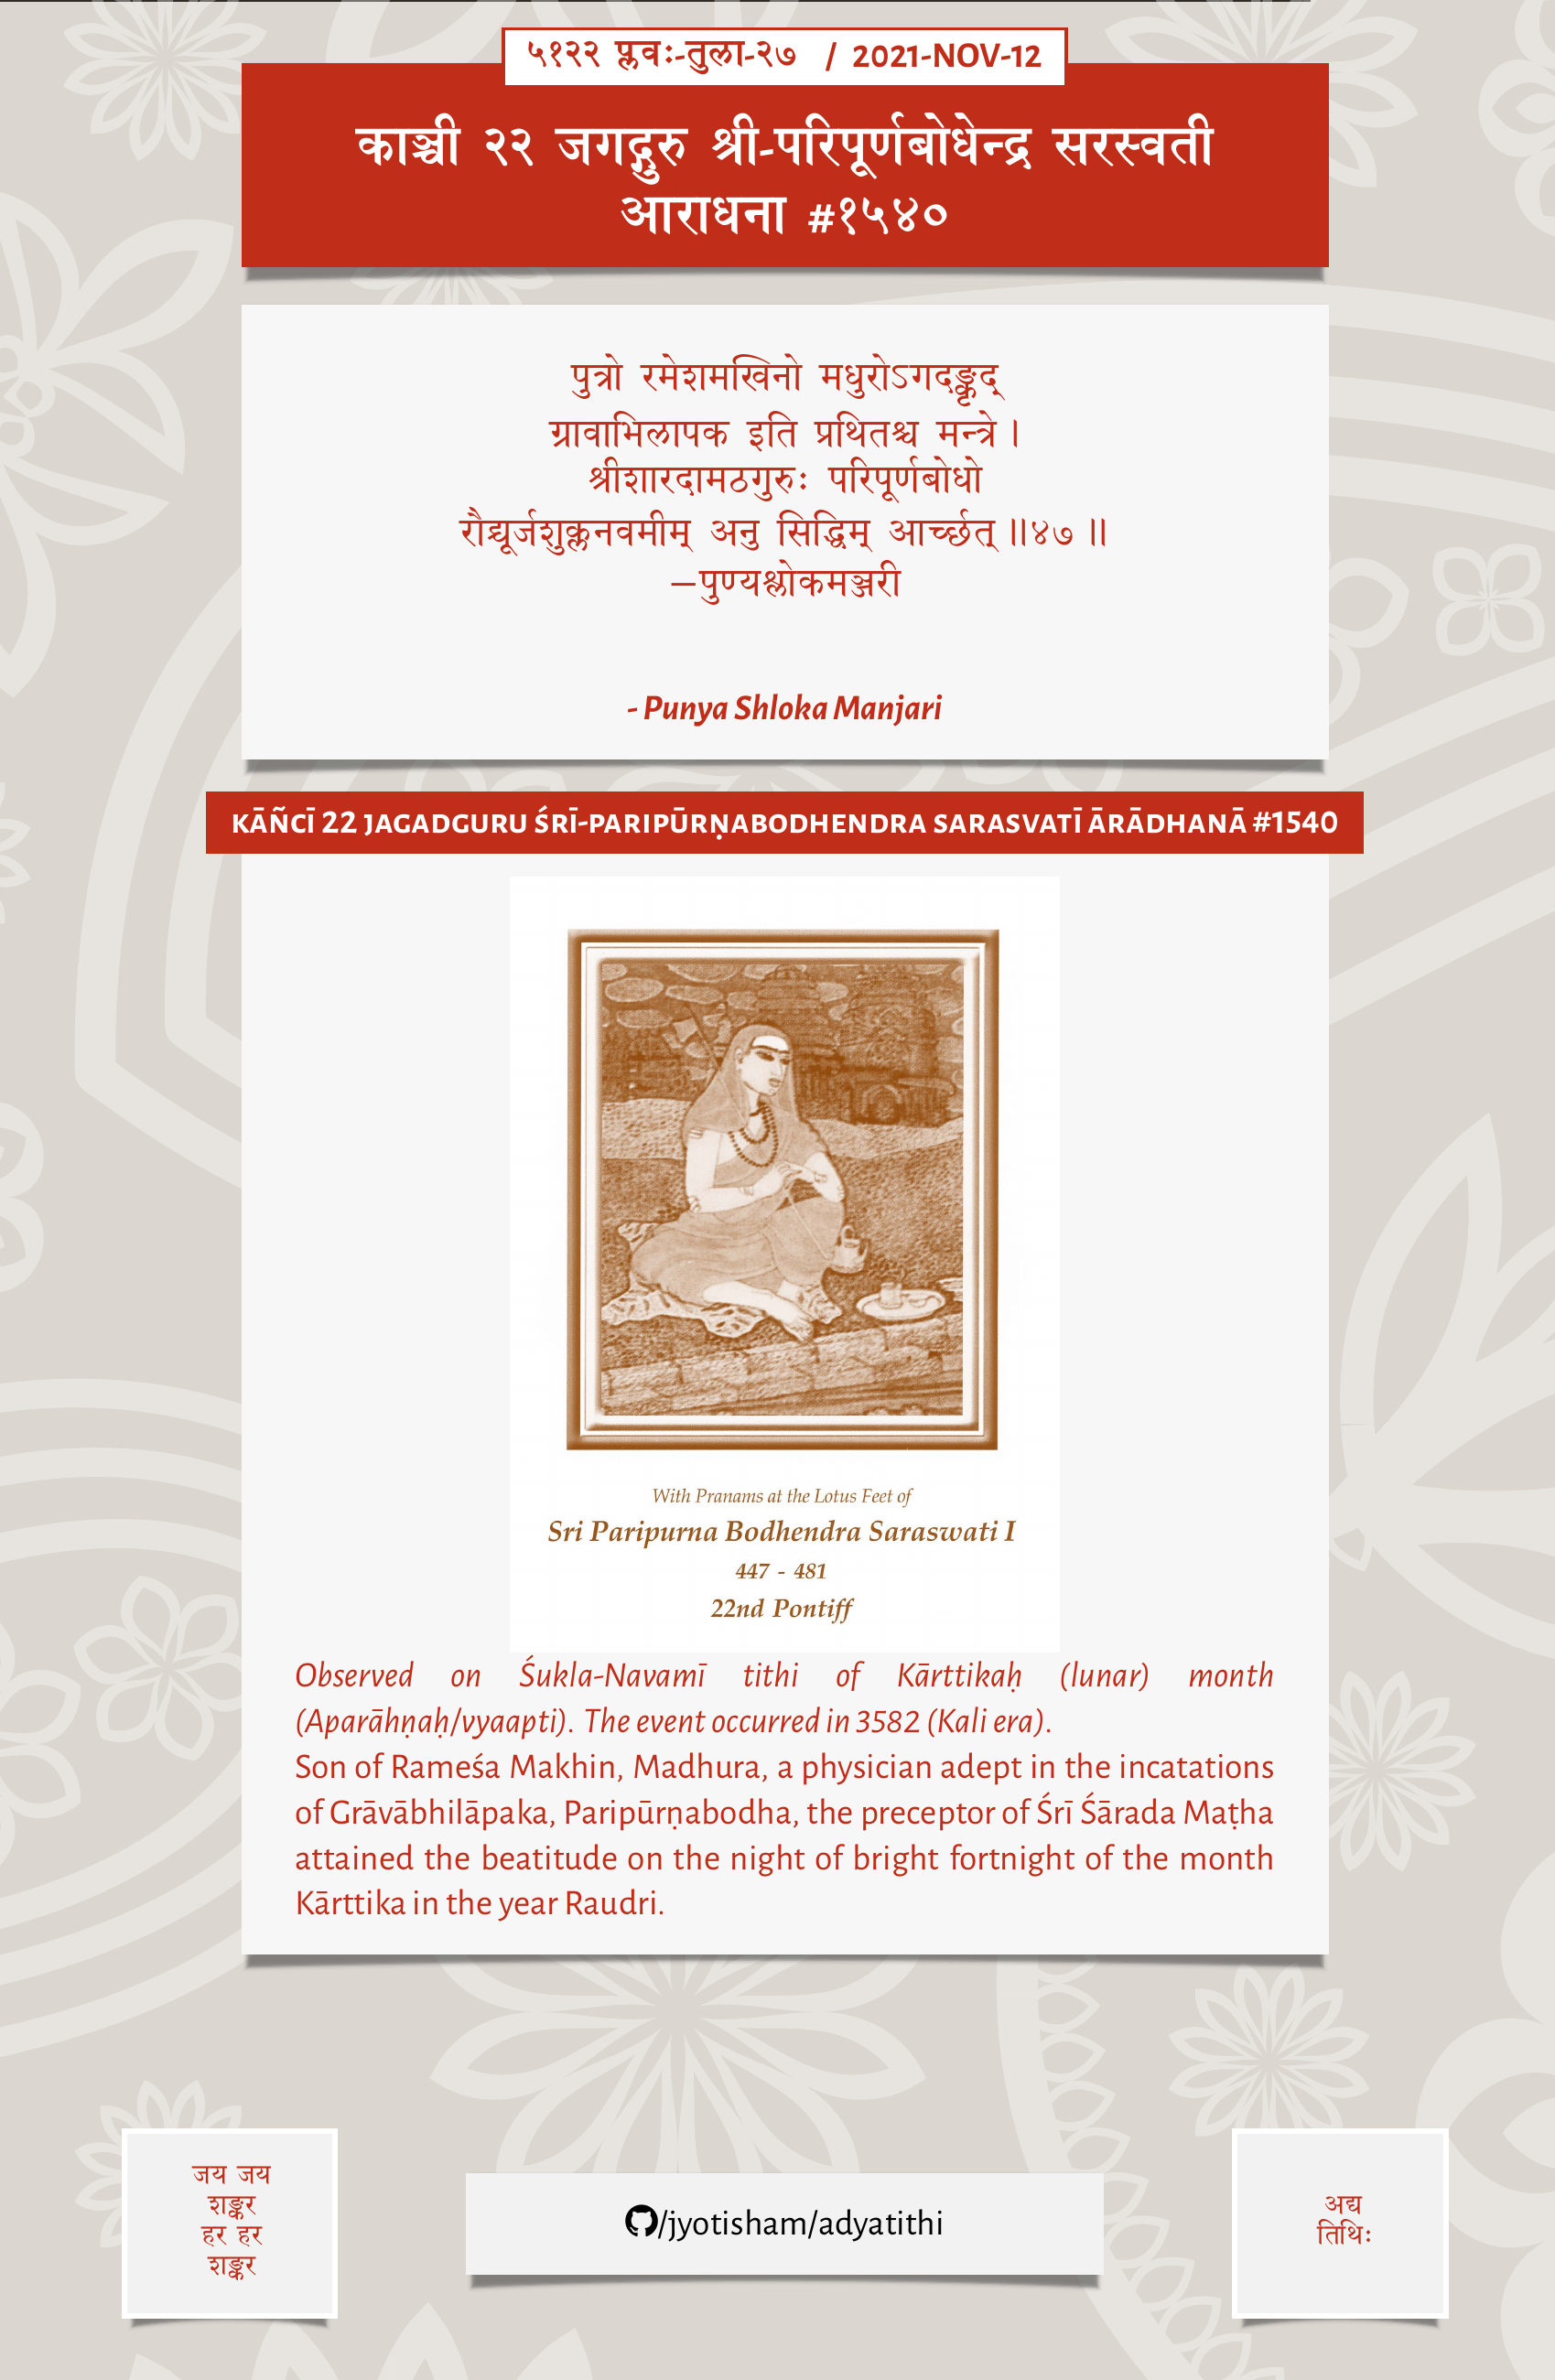 ५१२२ प्लवः-तुला-२७ / 2021-NOV-12
काञ्ची २२ जगद्गुरु श्री-परिपूर्णबोधेन्द्र सरस्वती
आराधना #१५४०
पुत्रो रमेशमखिनो मधुरोऽगदङ्कृद्
ग्रावाभिलापक इति प्रथितश्च मन्त्रे।
श्रीशारदामठगुरुः परिपूर्णबोधो
रौद्र्यूर्जशुक्लनवमीम् अनु सिद्धिम् आर्च्छत्॥४७॥
—पुण्यश्लोकमञ्जरी
- Punya Shloka Manjari
KĀÑCĪ 22 JAGADGURU ŚRĪ-PARIPŪRṆABODHENDRA SARASVATĪ ĀRĀDHANĀ #1540
With Pranams at the Lotus Feet of
Sri Paripurna Bodhendra Saraswati I
447 - 481
22nd Pontiff
Observed on Śukla-Navamī tithi of Kārttikaḥ (lunar) month
(Aparāhṇaḥ/vyaapti). The event occurred in 3582 (Kali era).
Son of Rameśa Makhin, Madhura, a physician adept in the incatations
of Grāvābhilāpaka, Paripūrṇabodha, the preceptor of Śrī Śārada Maṭha
attained the beatitude on the night of bright fortnight of the month
Kārttika in the year Raudri.
जय जय
शङ्कर
हर हर
शङ्कर
/jyotisham/adyatithi
अद्य
तिथिः